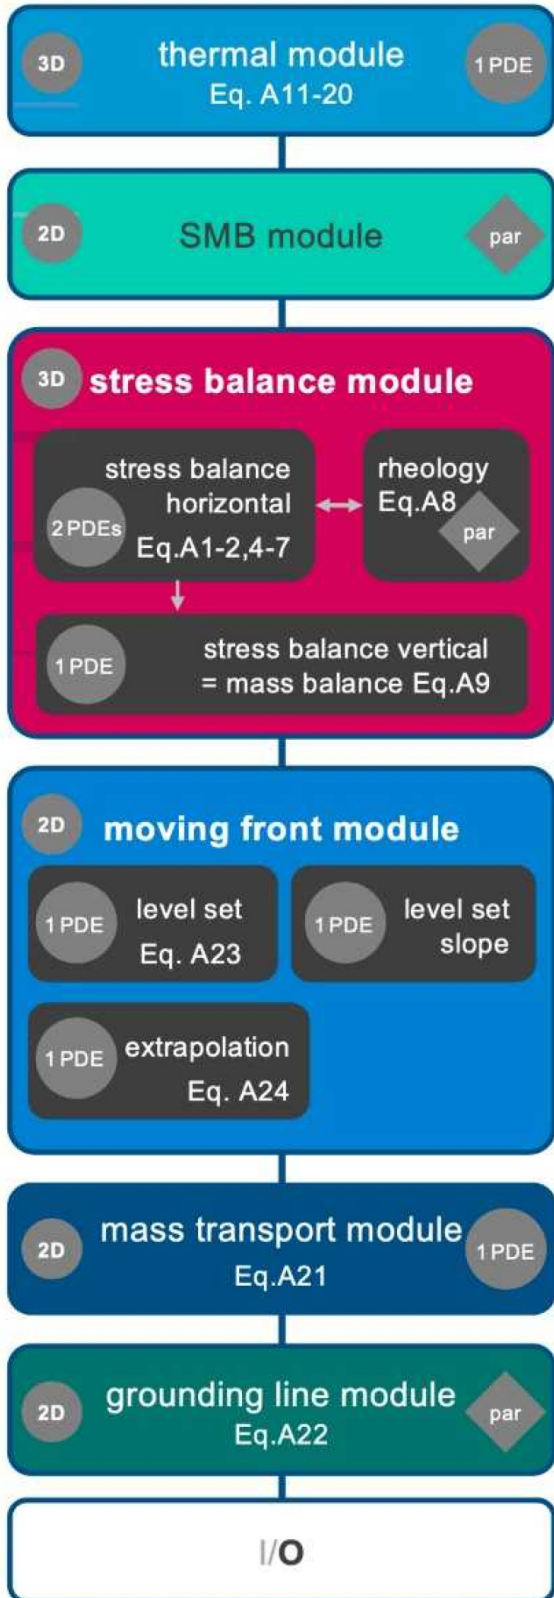 3D
thermal module
1 PDE
Eq. A11-20
2D
SMB module
par
3D
stress balance module
stress balance
horizontal
2 PDEs
Eq.A1-2,4-7
rheology
Eq.A8
par
1 PDE
stress balance vertical
= mass balance Eq.A9
2D
moving front module
1 PDE
level set
Eq. A23
1 PDE
level set
slope
1 PDE
extrapolation
Eq. A24
2D
mass transport module
1 PDE
Eq.A21
2D
grounding line module
par
Eq.A22
I/O